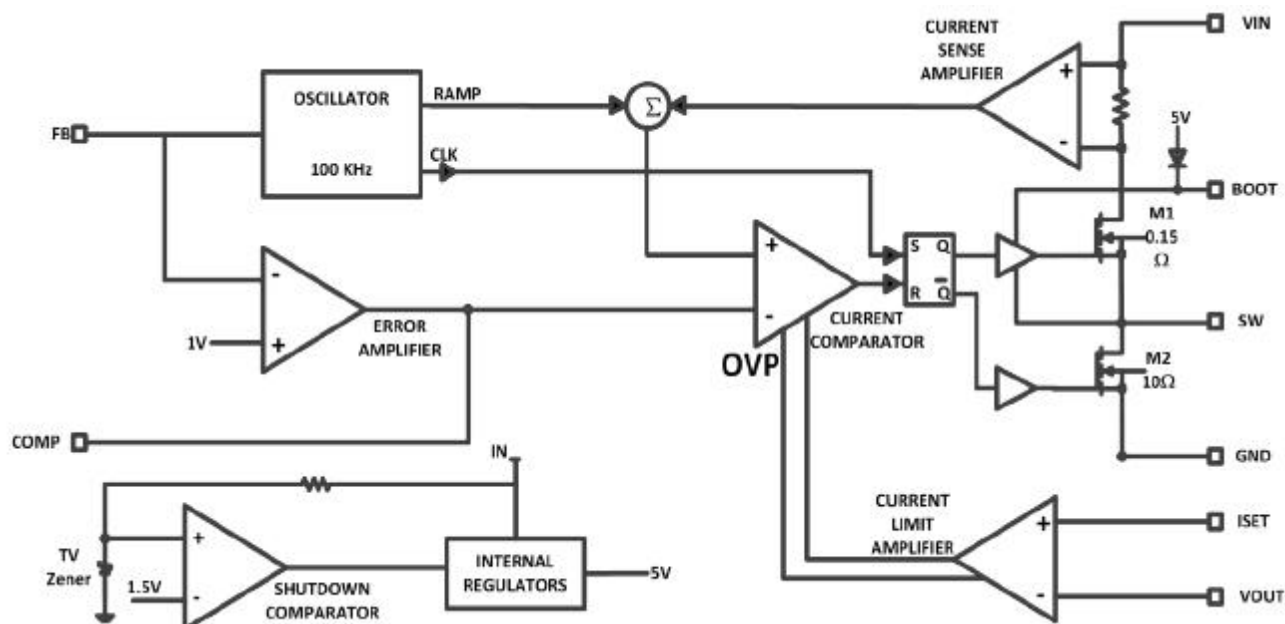 CURRENT
SENSE
AMPLIFIER
VIN
+
-
OSCILLATOR
100 KHz
RAMP
CLK
Σ
FB
5V
BOOT
M1
0.15
Ω
+
-
S Q
R Q̅
CURRENT
COMPARATOR
OVP
-
+
1V
ERROR
AMPLIFIER
SW
M2
10Ω
COMP
GND
IN
TV
Zener
+
-
1.5V
SHUTDOWN
COMPARATOR
INTERNAL
REGULATORS
5V
CURRENT
LIMIT
AMPLIFIER
+
-
ISET
VOUT